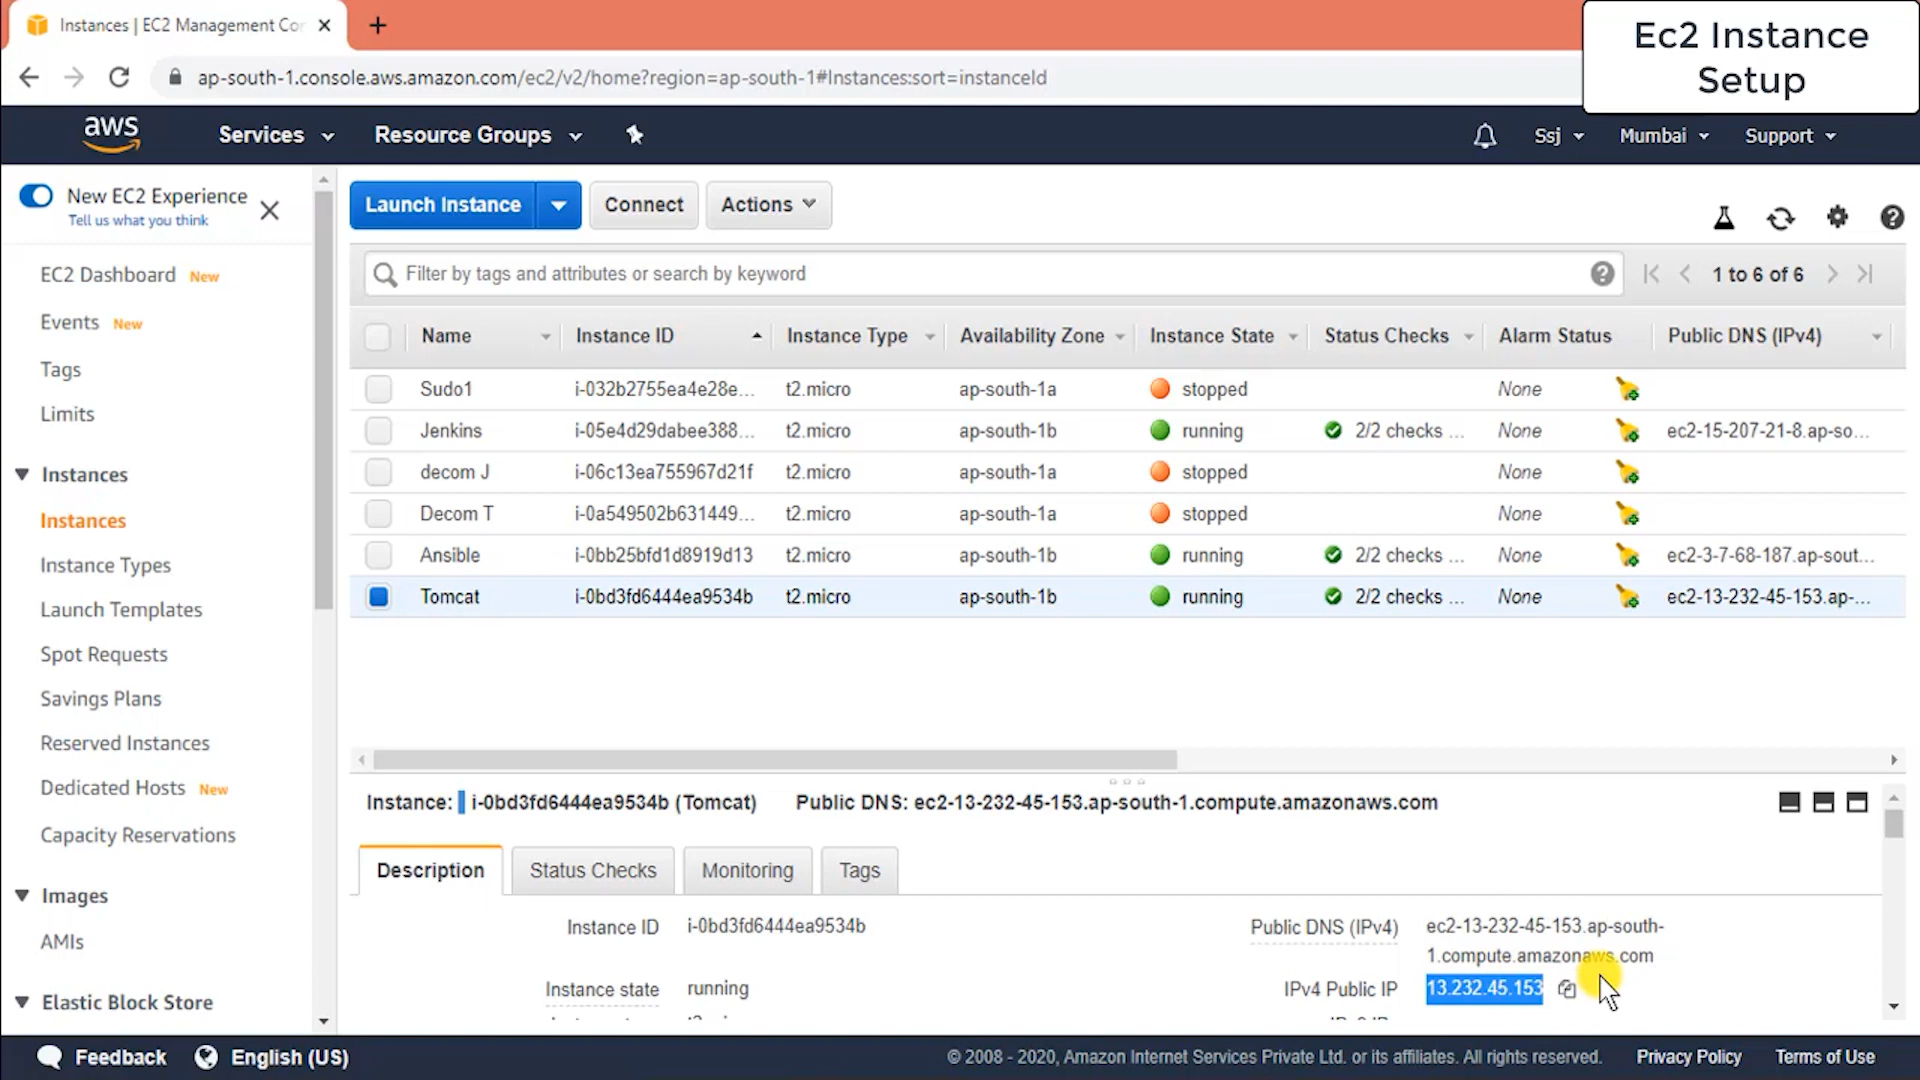 Instances | EC2 Management Con
Ec2 Instance
Setup
ap-south-1.console.aws.amazon.com/ec2/v2/home?region=ap-south-1#Instances:sort=instanceId
aws Services Resource Groups Ssj Mumbai Support
New EC2 Experience
Tell us what you think
Launch Instance Connect Actions
Filter by tags and attributes or search by keyword 1 to 6 of 6
EC2 Dashboard New
Events New
Tags
Limits
Instances
Instances
Instance Types
Launch Templates
Spot Requests
Savings Plans
Reserved Instances
Dedicated Hosts New
Capacity Reservations
Images
AMIs
Elastic Block Store
Name Instance ID Instance Type Availability Zone Instance State Status Checks Alarm Status Public DNS (IPv4)
Sudo1 i-032b2755ea4e28e... t2.micro ap-south-1a stopped None
Jenkins i-05e4d29dabee388... t2.micro ap-south-1b running 2/2 checks ... None ec2-15-207-21-8.ap-so...
decom J i-06c13ea755967d21f t2.micro ap-south-1a stopped None
Decom T i-0a549502b631449... t2.micro ap-south-1a stopped None
Ansible i-0bb25bfd1d8919d13 t2.micro ap-south-1b running 2/2 checks ... None ec2-3-7-68-187.ap-sout...
Tomcat i-0bd3fd6444ea9534b t2.micro ap-south-1b running 2/2 checks ... None ec2-13-232-45-153.ap-...
Instance: i-0bd3fd6444ea9534b (Tomcat) Public DNS: ec2-13-232-45-153.ap-south-1.compute.amazonaws.com
Description Status Checks Monitoring Tags
Instance ID i-0bd3fd6444ea9534b Public DNS (IPv4) ec2-13-232-45-153.ap-south-
1.compute.amazonaws.com
Instance state running IPv4 Public IP 13.232.45.153
Feedback English (US) © 2008 - 2020, Amazon Internet Services Private Ltd. or its affiliates. All rights reserved. Privacy Policy Terms of Use